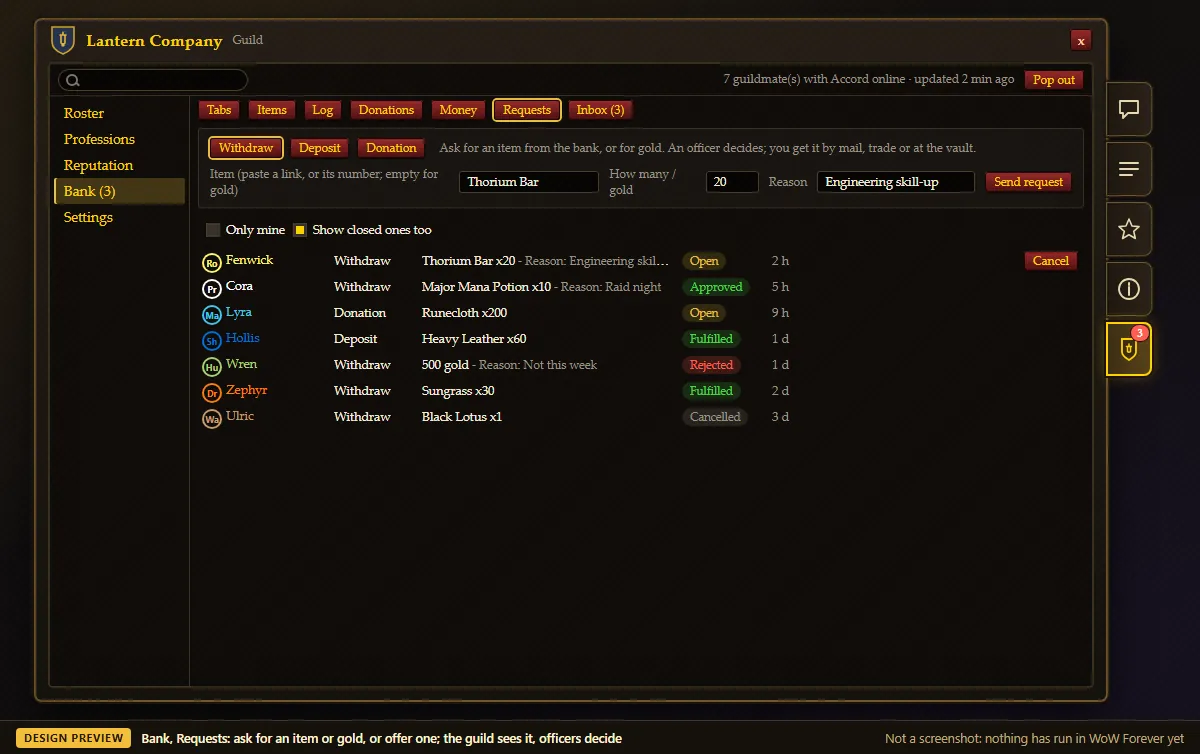 Lantern Company Guild
x
7 guildmate(s) with Accord online · updated 2 min ago Pop out
Roster
Professions
Reputation
Bank (3)
Settings
Tabs Items Log Donations Money Requests Inbox (3)
Withdraw Deposit Donation Ask for an item from the bank, or for gold. An officer decides; you get it by mail, trade or at the vault.
Item (paste a link, or its number; empty for
gold)
Thorium Bar
How many /
gold
20
Reason
Engineering skill-up
Send request
Only mine Show closed ones too
Ro Fenwick Withdraw Thorium Bar x20 - Reason: Engineering skil… Open 2 h Cancel
Pr Cora Withdraw Major Mana Potion x10 - Reason: Raid night Approved 5 h
Ma Lyra Donation Runecloth x200 Open 9 h
Sh Hollis Deposit Heavy Leather x60 Fulfilled 1 d
Hu Wren Withdraw 500 gold - Reason: Not this week Rejected 1 d
Dr Zephyr Withdraw Sungrass x30 Fulfilled 2 d
Wa Ulric Withdraw Black Lotus x1 Cancelled 3 d
3
DESIGN PREVIEW Bank, Requests: ask for an item or gold, or offer one; the guild sees it, officers decide
Not a screenshot: nothing has run in WoW Forever yet